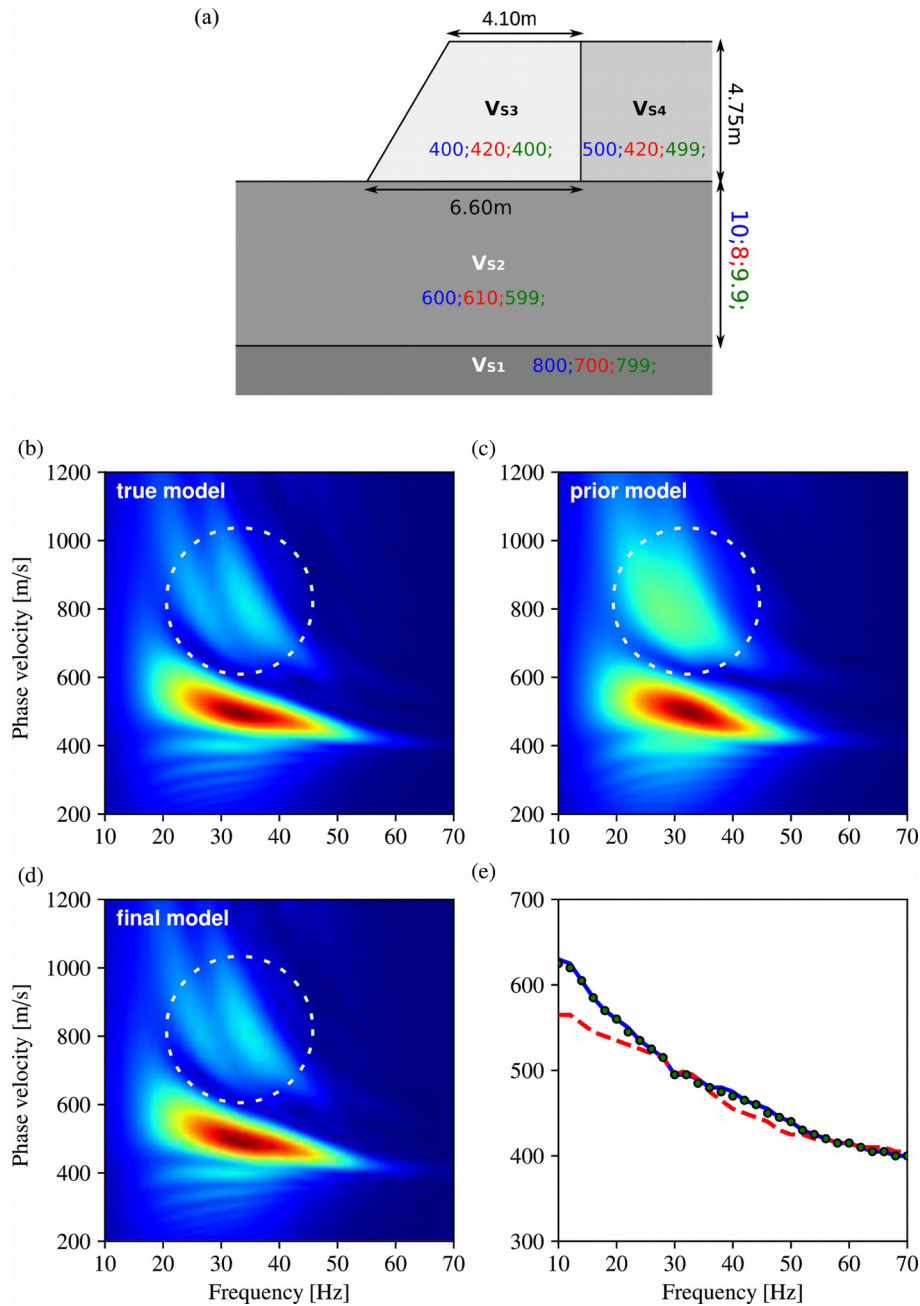 (a)
4.10m
VS3
VS4
4.75m
400;420;400;
500;420;499;
6.60m
10;8;9.9;
VS2
600;610;599;
VS1
800;700;799;
(b)
(c)
1200
1000
800
600
400
200
Phase velocity [m/s]
true model
10 20 30 40 50 60 70
1200
1000
800
600
400
200
prior model
10 20 30 40 50 60 70
(d)
(e)
1200
1000
800
600
400
200
Phase velocity [m/s]
final model
10 20 30 40 50 60 70
Frequency [Hz]
700
600
500
400
300
10 20 30 40 50 60 70
Frequency [Hz]